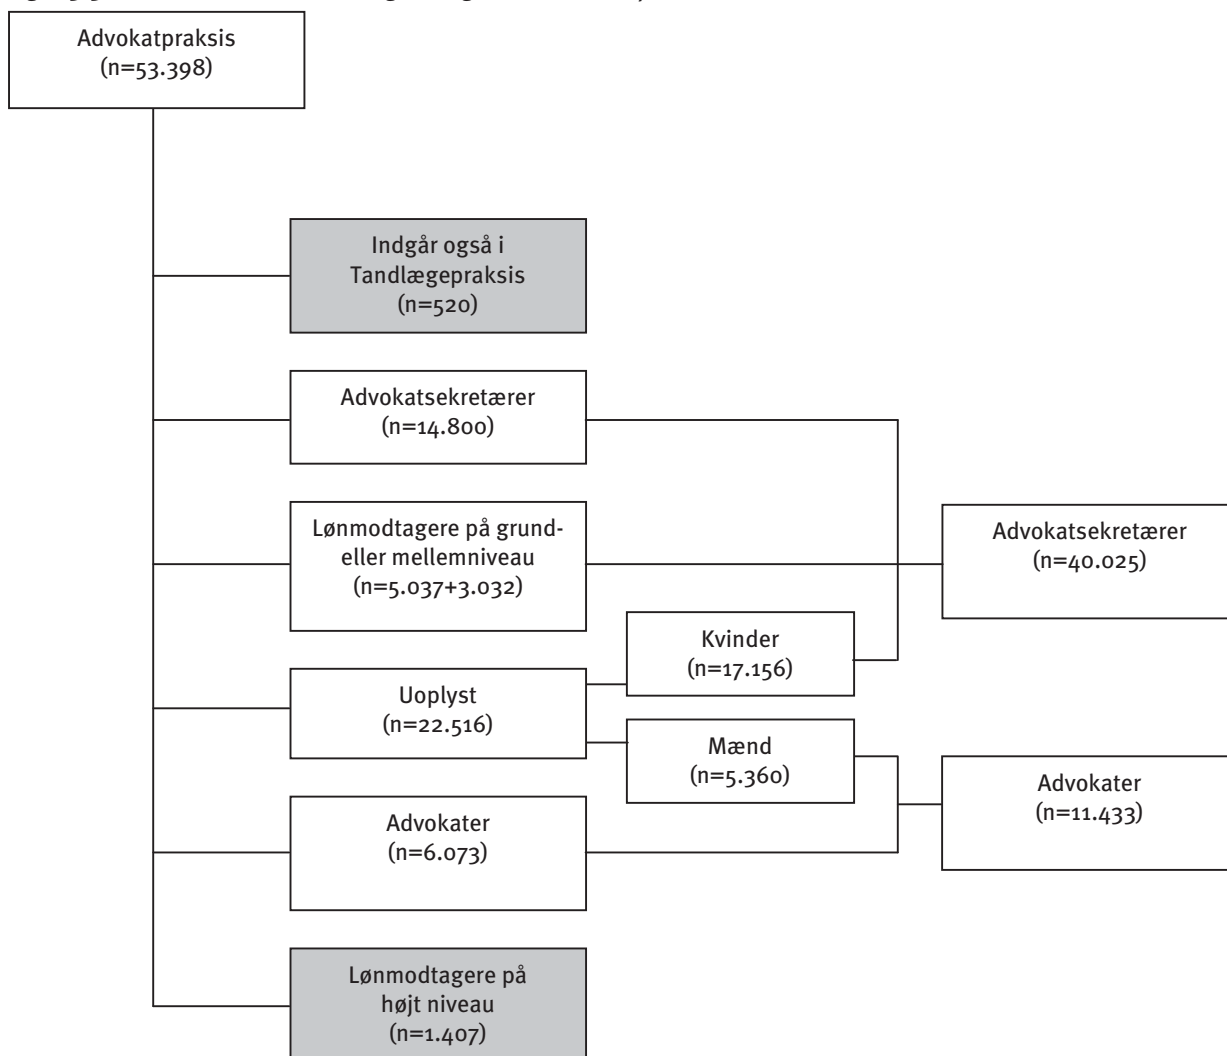 Advokatpraksis
(n=53.398)
Indgår også i
Tandlægepraksis
(n=520)
Advokatsekretærer
(n=14.800)
Lønmodtagere på grund-
eller mellemniveau
(n=5.037+3.032)
Advokatsekretærer
(n=40.025)
Kvinder
(n=17.156)
Uoplyst
(n=22.516)
Mænd
(n=5.360)
Advokater
(n=11.433)
Advokater
(n=6.073)
Lønmodtagere på
højt niveau
(n=1.407)